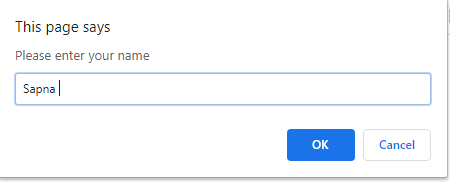 This page says
Please enter your name
Sapna
OK Cancel